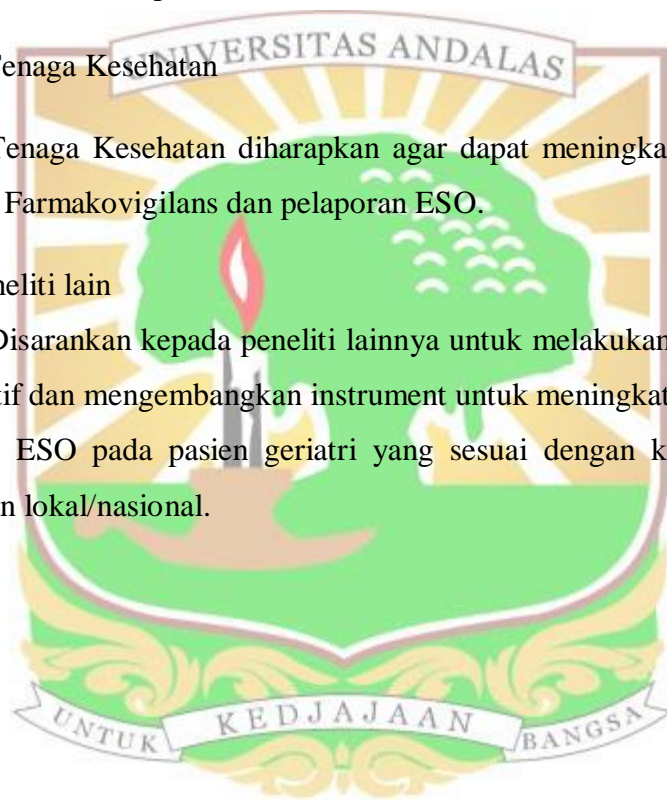 UNIVERSITAS ANDALAS
Tenaga Kesehatan
Tenaga Kesehatan diharapkan agar dapat meningka
Farmakovigilans dan pelaporan ESO.
neliti lain
Disarankan kepada peneliti lainnya untuk melakukan
tif dan mengembangkan instrument untuk meningkat
ESO pada pasien geriatri yang sesuai dengan k
n lokal/nasional.
UNTUK KEDJAJAAN BANGSA